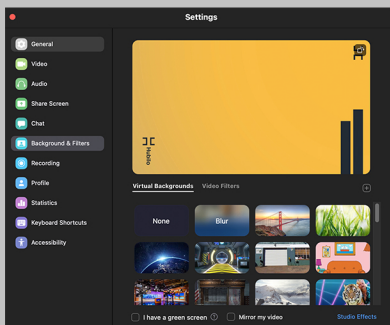 Settings
General
Video
Audio
Share Screen
Chat
Background & Filters
Recording
Profile
Statistics
Keyboard Shortcuts
Accessibility
Hublo
Virtual Backgrounds
Video Filters
None
Blur
I have a green screen
Mirror my video
Studio Effects